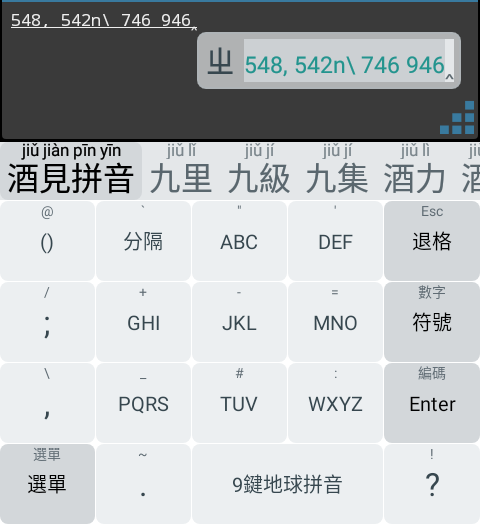 548, 542n\ 746 946‸
㞢 548, 542n\ 746 946‸
jiǔ jiàn pīn yīn jiǔ lǐ jiǔ jí jiǔ jí jiǔ lì jiǔ
酒見拼音 九里 九級 九集 酒力 酒
@ ` " ' Esc
() 分隔 ABC DEF 退格
/ + - = 數字
; GHI JKL MNO 符號
\ _ # : 編碼
, PQRS TUV WXYZ Enter
選單 ~ !
選單 . 9鍵地球拼音 ?